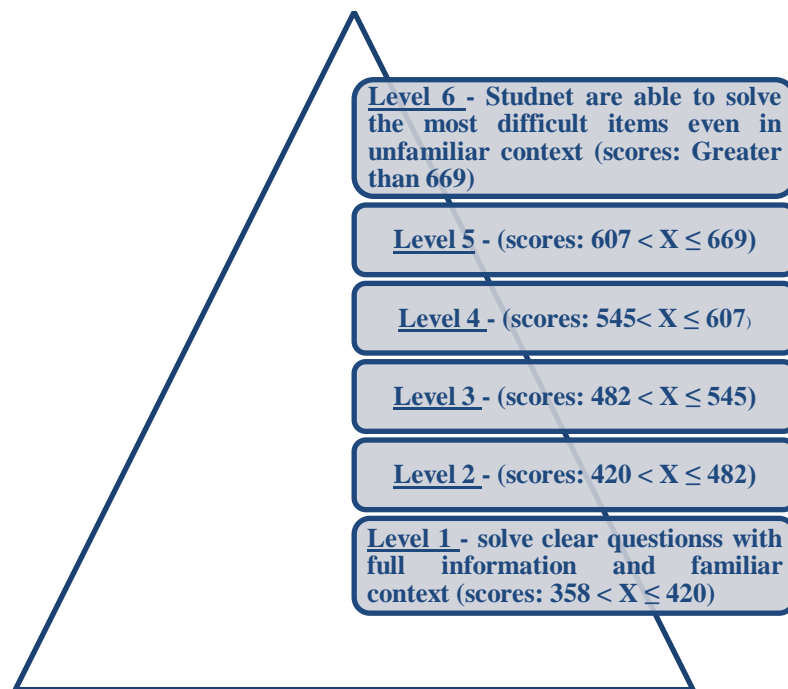 Level 6 - Studnet are able to solve
the most difficult items even in
unfamiliar context (scores: Greater
than 669)
Level 5 - (scores: 607 < X ≤ 669)
Level 4 - (scores: 545< X ≤ 607)
Level 3 - (scores: 482 < X ≤ 545)
Level 2 - (scores: 420 < X ≤ 482)
Level 1 - solve clear questionss with
full information and familiar
context (scores: 358 < X ≤ 420)